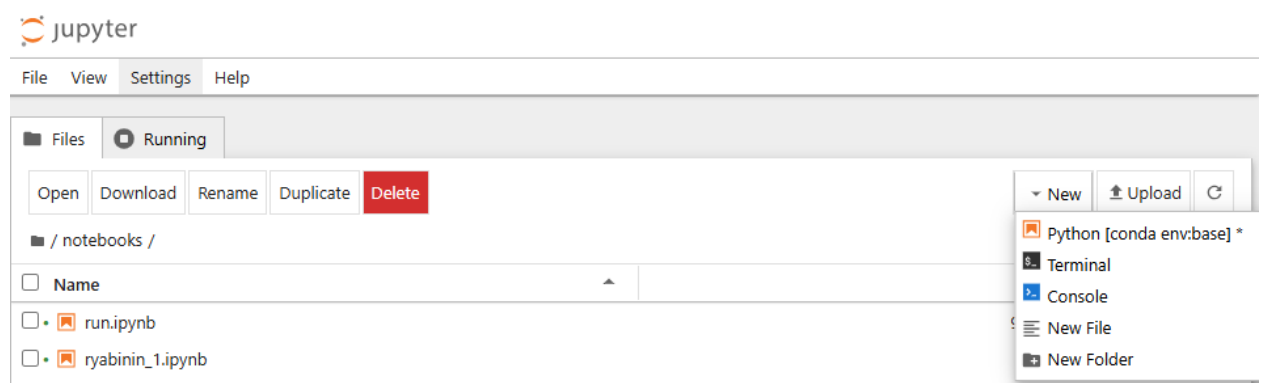 jupyter
File View Settings Help
Files Running
Open Download Rename Duplicate Delete New Upload
/ notebooks /
Python [conda env:base] *
Name
Terminal
Console
run.ipynb
New File
ryabinin_1.ipynb
New Folder